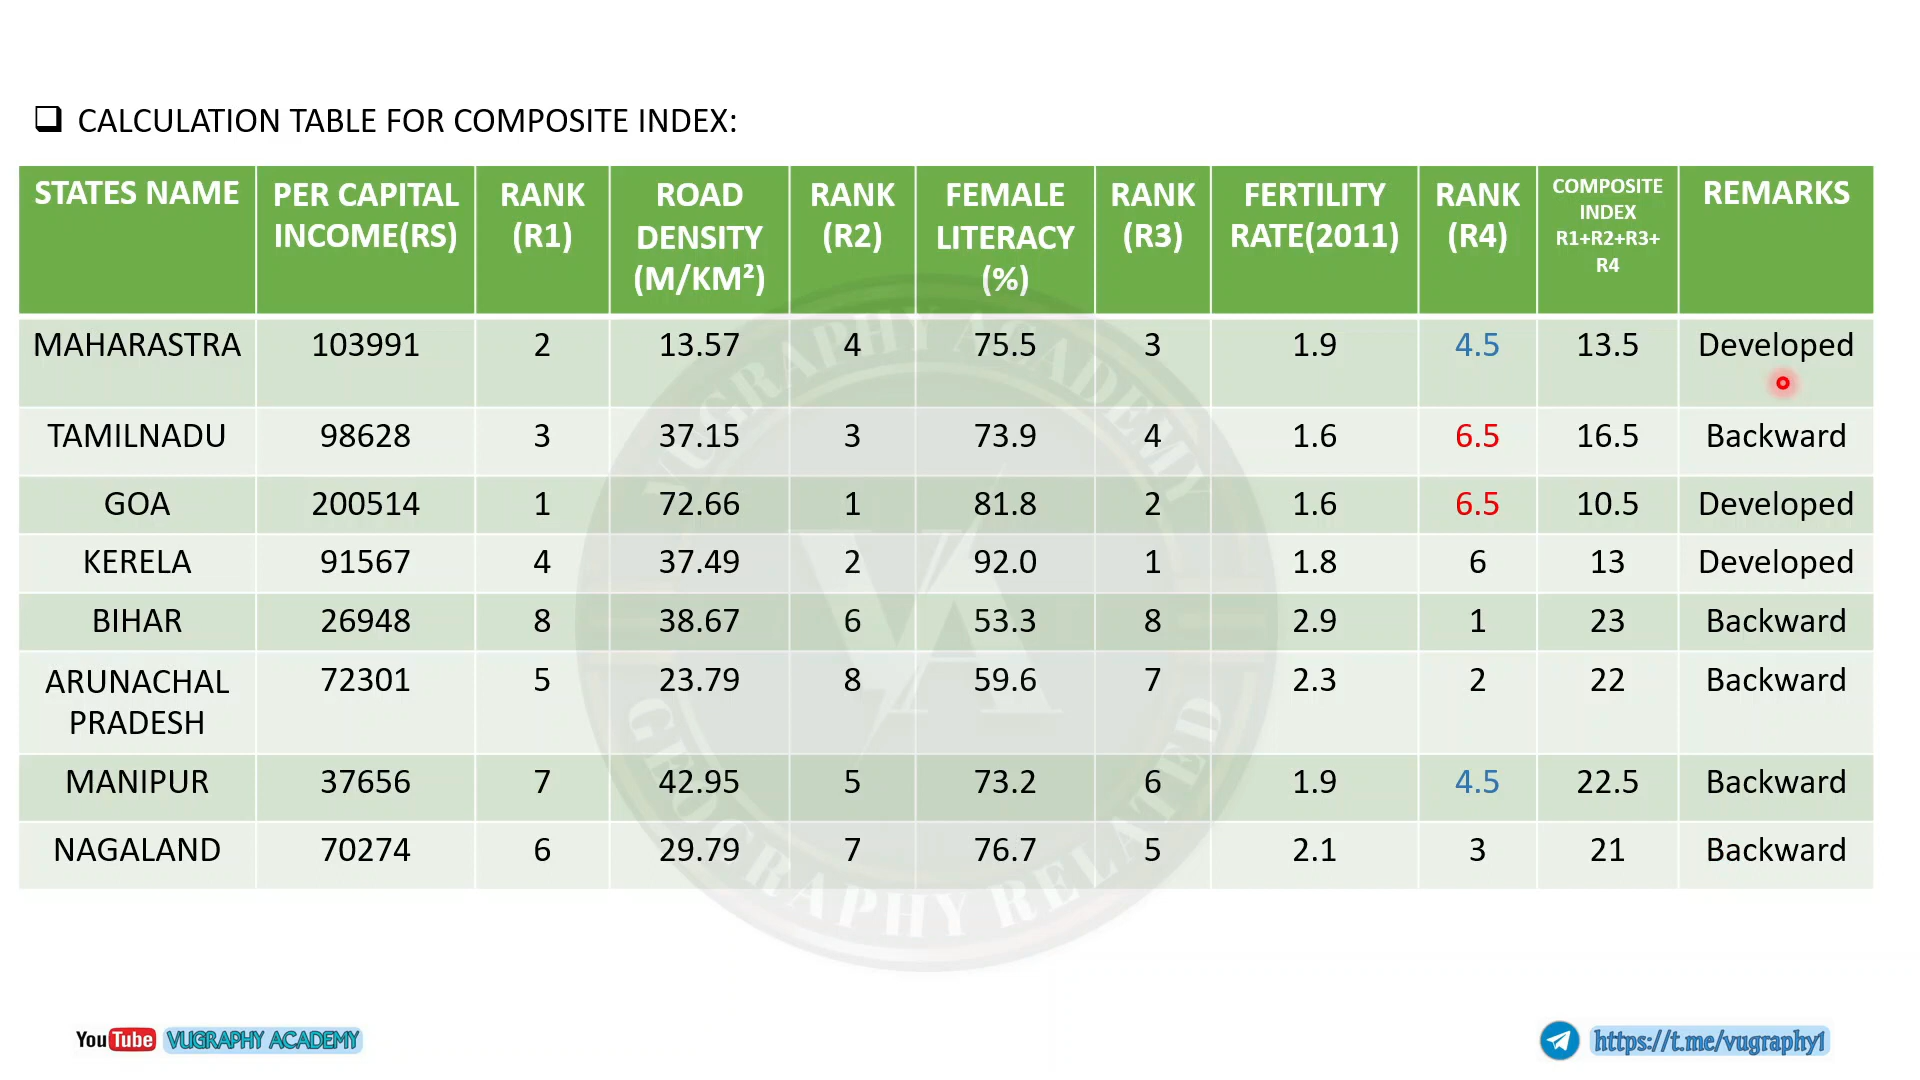 CALCULATION TABLE FOR COMPOSITE INDEX:
STATES NAME PER CAPITAL INCOME(RS) RANK (R1) ROAD DENSITY (M/KM²) RANK (R2) FEMALE LITERACY (%) RANK (R3) FERTILITY RATE(2011) RANK (R4) COMPOSITE INDEX R1+R2+R3+ R4 REMARKS
MAHARASTRA 103991 2 13.57 4 75.5 3 1.9 4.5 13.5 Developed
TAMILNADU 98628 3 37.15 3 73.9 4 1.6 6.5 16.5 Backward
GOA 200514 1 72.66 1 81.8 2 1.6 6.5 10.5 Developed
KERELA 91567 4 37.49 2 92.0 1 1.8 6 13 Developed
BIHAR 26948 8 38.67 6 53.3 8 2.9 1 23 Backward
ARUNACHAL PRADESH 72301 5 23.79 8 59.6 7 2.3 2 22 Backward
MANIPUR 37656 7 42.95 5 73.2 6 1.9 4.5 22.5 Backward
NAGALAND 70274 6 29.79 7 76.7 5 2.1 3 21 Backward
VUGRAPHY ACADEMY
VA
GEOGRAPHY RELATED
YouTube VUGRAPHY ACADEMY
https://t.me/vugraphy1